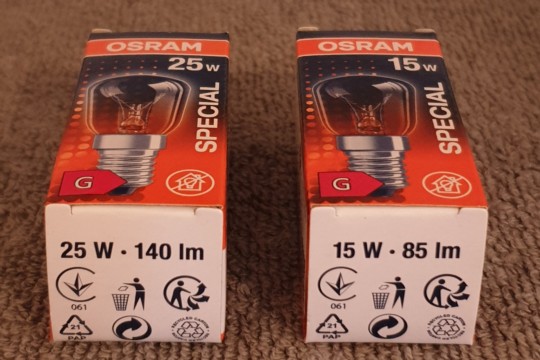 OSRAM
25W
SPECIAL
G
25 W · 140 lm
061
21
PAP
OSRAM
15W
SPECIAL
G
15 W · 85 lm
061
21
PAP